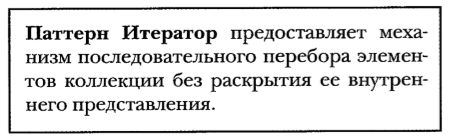 Паттерн Итератор предоставляет меха-
низм последовательного перебора элемен-
тов коллекции без раскрытия ее внутрен-
него представления.